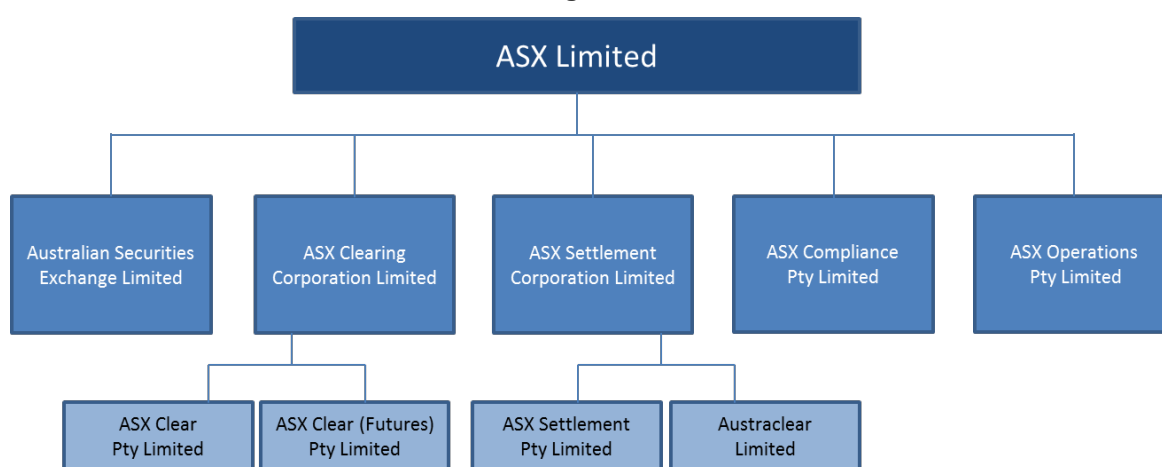 ASX Limited
Australian Securities
Exchange Limited
ASX Clearing
Corporation Limited
ASX Settlement
Corporation Limited
ASX Compliance
Pty Limited
ASX Operations
Pty Limited
ASX Clear
Pty Limited
ASX Clear (Futures)
Pty Limited
ASX Settlement
Pty Limited
Austraclear
Limited